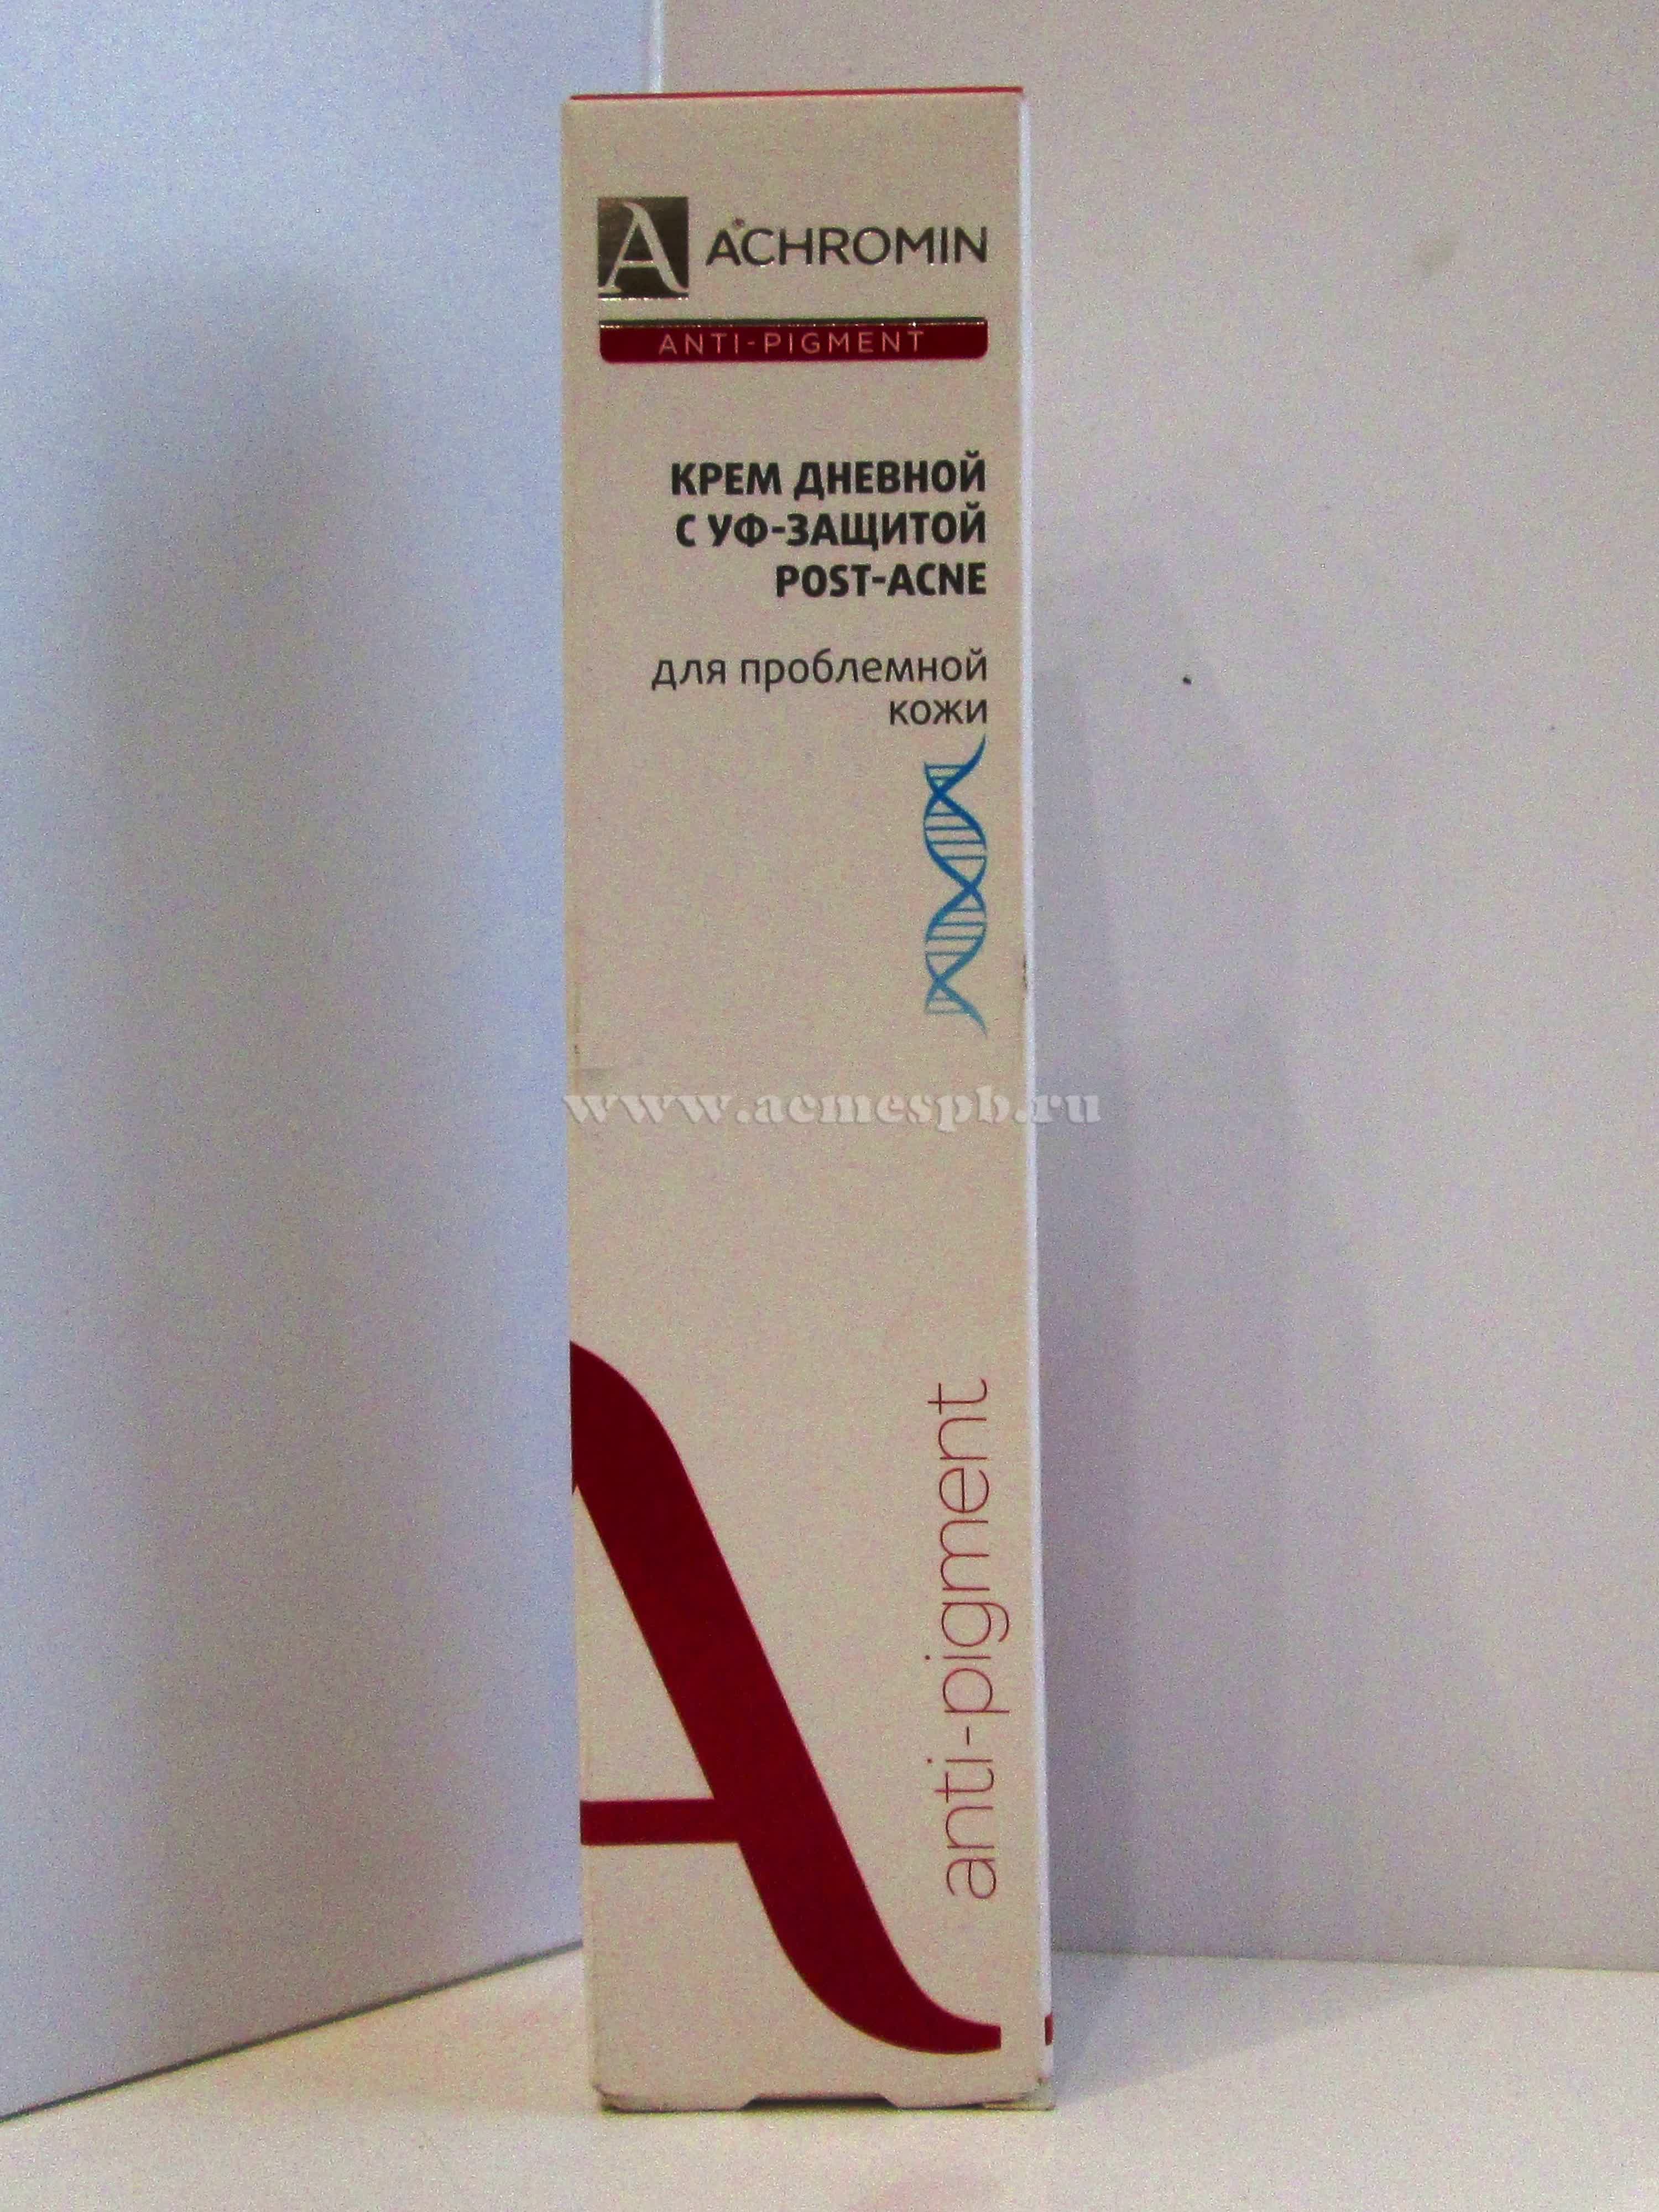 A ACHROMIN
ANTI-PIGMENT
КРЕМ ДНЕВНОЙ
С УФ-ЗАЩИТОЙ
POST-ACNE
для проблемной
кожи
www.acmespb.ru
A
anti-pigment